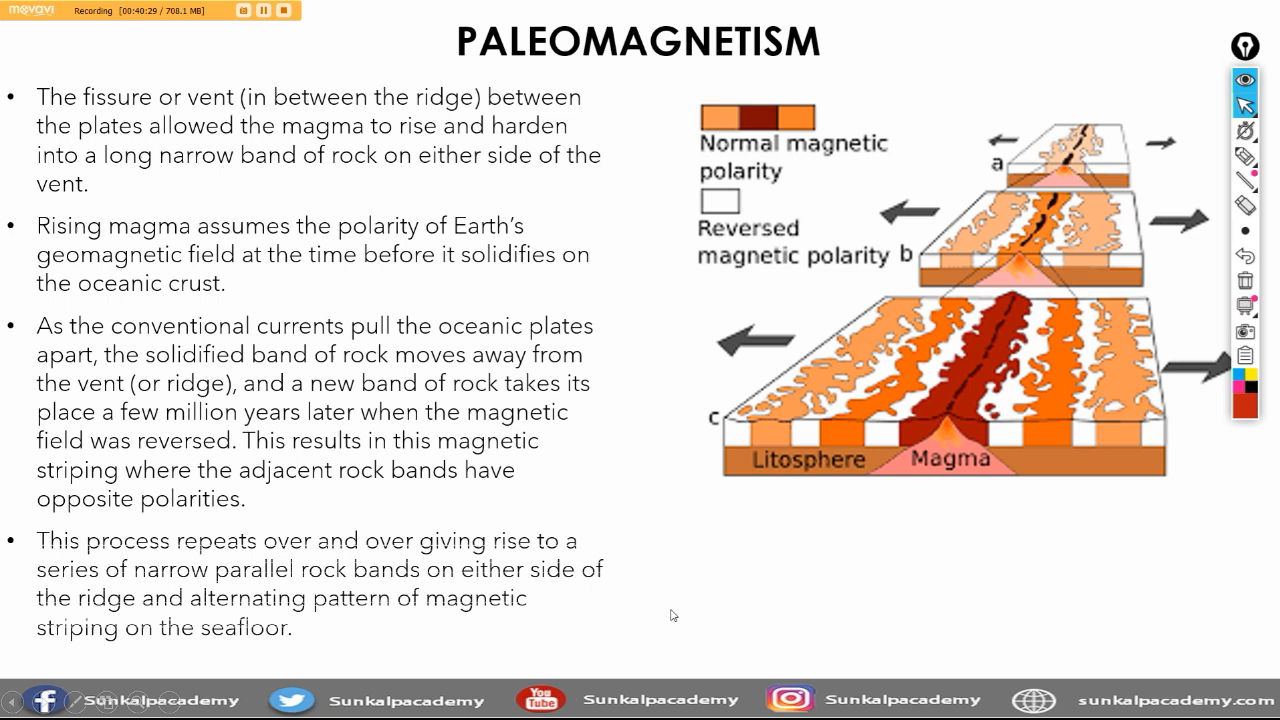 movavi
Recording [00:40:29 / 708.1 MB]
PALEOMAGNETISM
• The fissure or vent (in between the ridge) between
the plates allowed the magma to rise and harden
into a long narrow band of rock on either side of the
vent.
• Rising magma assumes the polarity of Earth's
geomagnetic field at the time before it solidifies on
the oceanic crust.
• As the conventional currents pull the oceanic plates
apart, the solidified band of rock moves away from
the vent (or ridge), and a new band of rock takes its
place a few million years later when the magnetic
field was reversed. This results in this magnetic
striping where the adjacent rock bands have
opposite polarities.
• This process repeats over and over giving rise to a
series of narrow parallel rock bands on either side of
the ridge and alternating pattern of magnetic
striping on the seafloor.
Normal magnetic
polarity
Reversed
magnetic polarity
a
b
c
Litosphere
Magma
Sunkalpacademy
Sunkalpacademy
You
Tube
Sunkalpacademy
Sunkalpacademy
sunkalpacademy.com